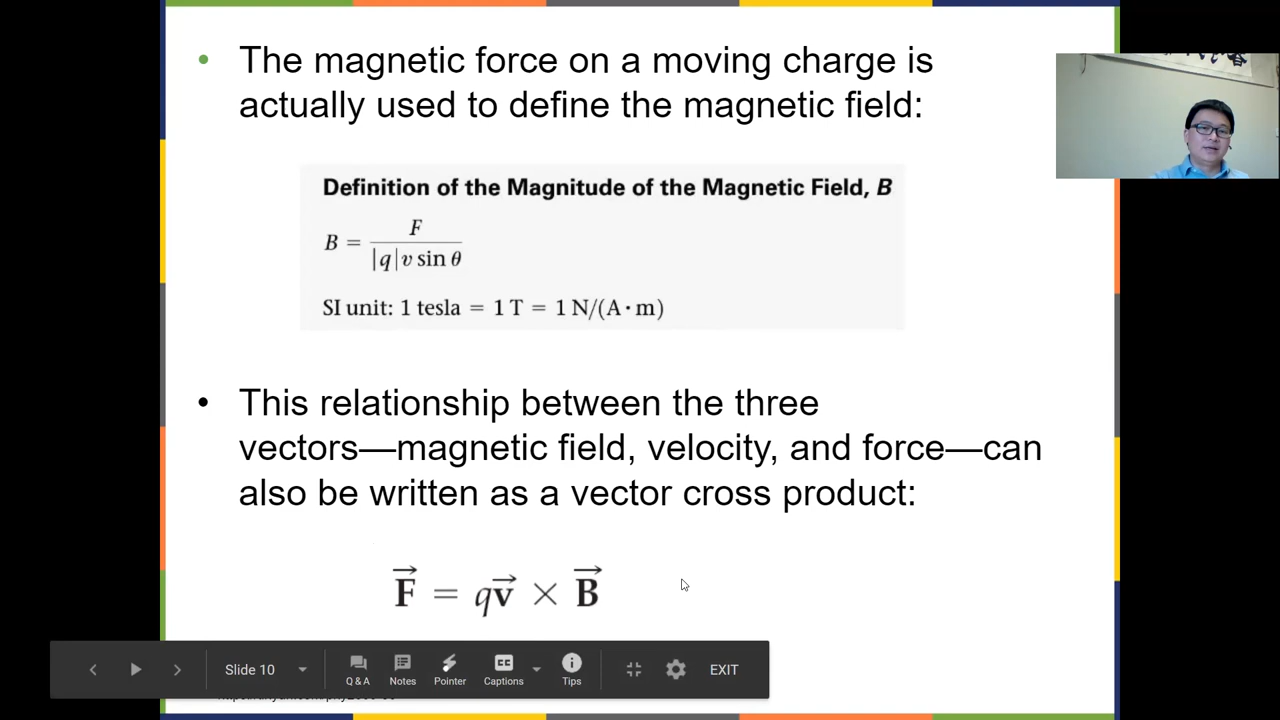 • The magnetic force on a moving charge is
actually used to define the magnetic field:
Definition of the Magnitude of the Magnetic Field, B
B = F / |q| v sin θ
SI unit: 1 tesla = 1 T = 1 N/(A · m)
• This relationship between the three
vectors—magnetic field, velocity, and force—can
also be written as a vector cross product:
F⃗ = qv⃗ × B⃗
Slide 10
Q & A Notes Pointer Captions Tips EXIT
CC